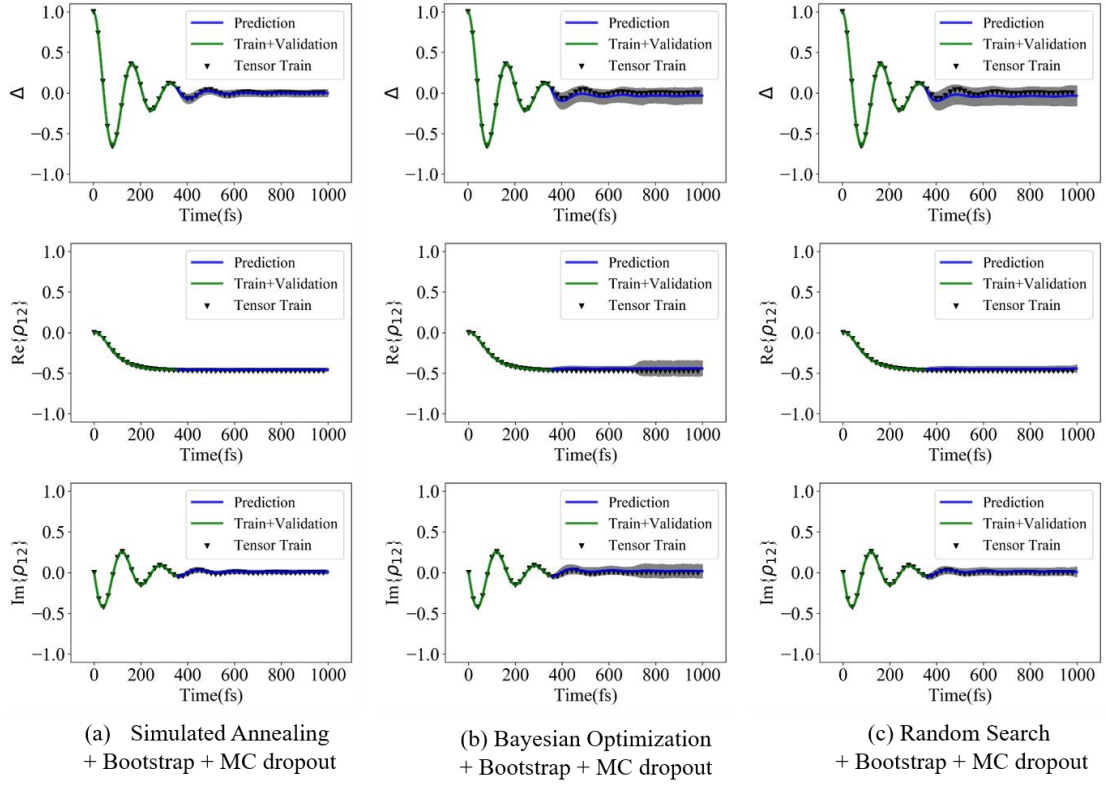 1.0
0.5
0.0
−0.5
−1.0
Δ
Prediction
Train+Validation
Tensor Train
0 200 400 600 800 1000
Time(fs)
1.0
0.5
0.0
−0.5
−1.0
Δ
Prediction
Train+Validation
Tensor Train
0 200 400 600 800 1000
Time(fs)
1.0
0.5
0.0
−0.5
−1.0
Δ
Prediction
Train+Validation
Tensor Train
0 200 400 600 800 1000
Time(fs)
1.0
0.5
0.0
−0.5
−1.0
Re{ρ12}
Prediction
Train+Validation
Tensor Train
0 200 400 600 800 1000
Time(fs)
1.0
0.5
0.0
−0.5
−1.0
Re{ρ12}
Prediction
Train+Validation
Tensor Train
0 200 400 600 800 1000
Time(fs)
1.0
0.5
0.0
−0.5
−1.0
Re{ρ12}
Prediction
Train+Validation
Tensor Train
0 200 400 600 800 1000
Time(fs)
1.0
0.5
0.0
−0.5
−1.0
Im{ρ12}
Prediction
Train+Validation
Tensor Train
0 200 400 600 800 1000
Time(fs)
1.0
0.5
0.0
−0.5
−1.0
Im{ρ12}
Prediction
Train+Validation
Tensor Train
0 200 400 600 800 1000
Time(fs)
1.0
0.5
0.0
−0.5
−1.0
Im{ρ12}
Prediction
Train+Validation
Tensor Train
0 200 400 600 800 1000
Time(fs)
(a) Simulated Annealing
+ Bootstrap + MC dropout
(b) Bayesian Optimization
+ Bootstrap + MC dropout
(c) Random Search
+ Bootstrap + MC dropout